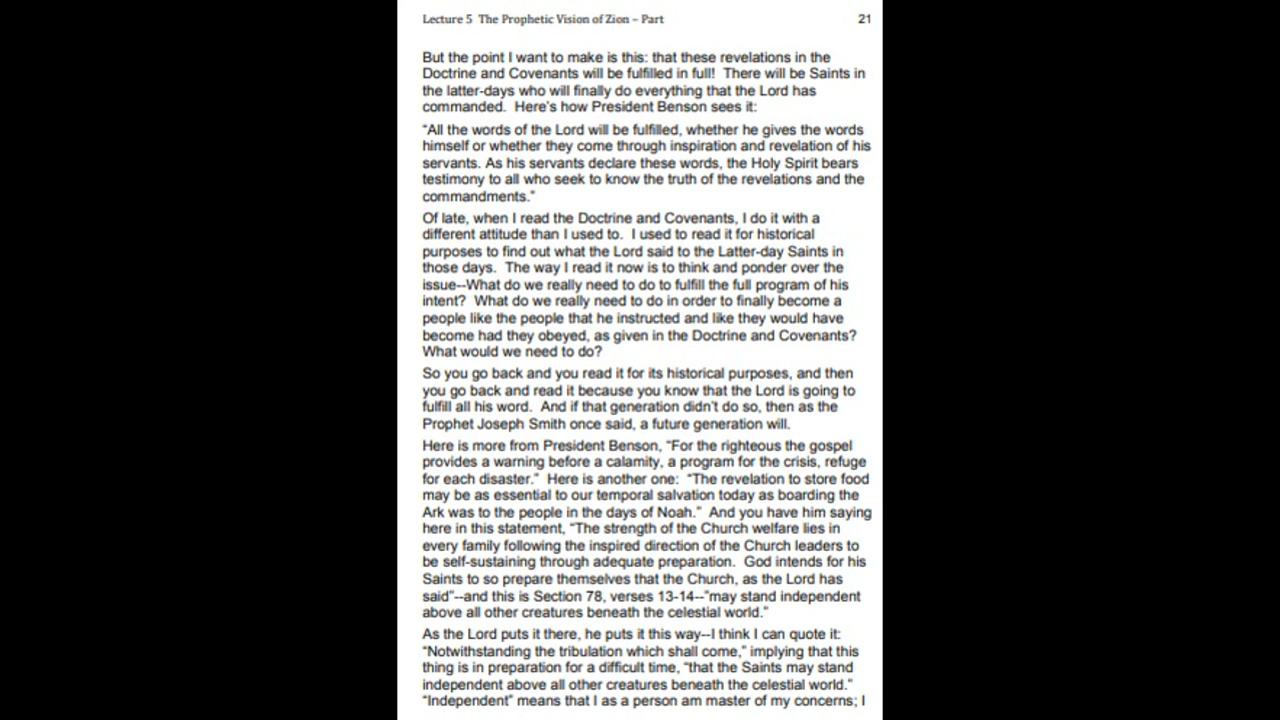 Lecture 5 The Prophetic Vision of Zion – Part 21
But the point I want to make is this: that these revelations in the
Doctrine and Covenants will be fulfilled in full! There will be Saints in
the latter-days who will finally do everything that the Lord has
commanded. Here's how President Benson sees it:
“All the words of the Lord will be fulfilled, whether he gives the words
himself or whether they come through inspiration and revelation of his
servants. As his servants declare these words, the Holy Spirit bears
testimony to all who seek to know the truth of the revelations and the
commandments.”
Of late, when I read the Doctrine and Covenants, I do it with a
different attitude than I used to. I used to read it for historical
purposes to find out what the Lord said to the Latter-day Saints in
those days. The way I read it now is to think and ponder over the
issue--What do we really need to do to fulfill the full program of his
intent? What do we really need to do in order to finally become a
people like the people that he instructed and like they would have
become had they obeyed, as given in the Doctrine and Covenants?
What would we need to do?
So you go back and you read it for its historical purposes, and then
you go back and read it because you know that the Lord is going to
fulfill all his word. And if that generation didn't do so, then as the
Prophet Joseph Smith once said, a future generation will.
Here is more from President Benson, “For the righteous the gospel
provides a warning before a calamity, a program for the crisis, refuge
for each disaster.” Here is another one: “The revelation to store food
may be as essential to our temporal salvation today as boarding the
Ark was to the people in the days of Noah.” And you have him saying
here in this statement, “The strength of the Church welfare lies in
every family following the inspired direction of the Church leaders to
be self-sustaining through adequate preparation. God intends for his
Saints to so prepare themselves that the Church, as the Lord has
said”--and this is Section 78, verses 13-14--”may stand independent
above all other creatures beneath the celestial world.”
As the Lord puts it there, he puts it this way--I think I can quote it:
“Notwithstanding the tribulation which shall come,” implying that this
thing is in preparation for a difficult time, “that the Saints may stand
independent above all other creatures beneath the celestial world.”
“Independent” means that I as a person am master of my concerns; I